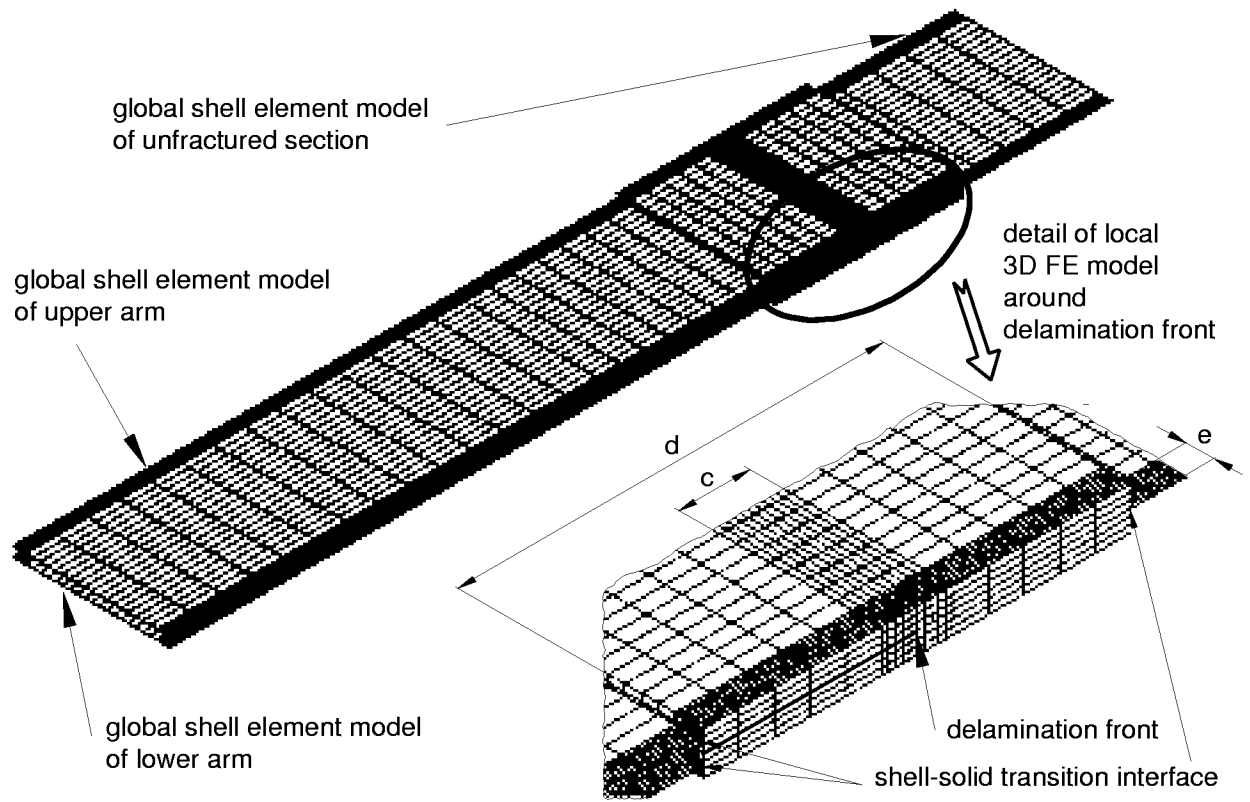 global shell element model
of unfractured section
global shell element model
of upper arm
detail of local
3D FE model
around
delamination front
d
c
e
global shell element model
of lower arm
delamination front
shell-solid transition interface